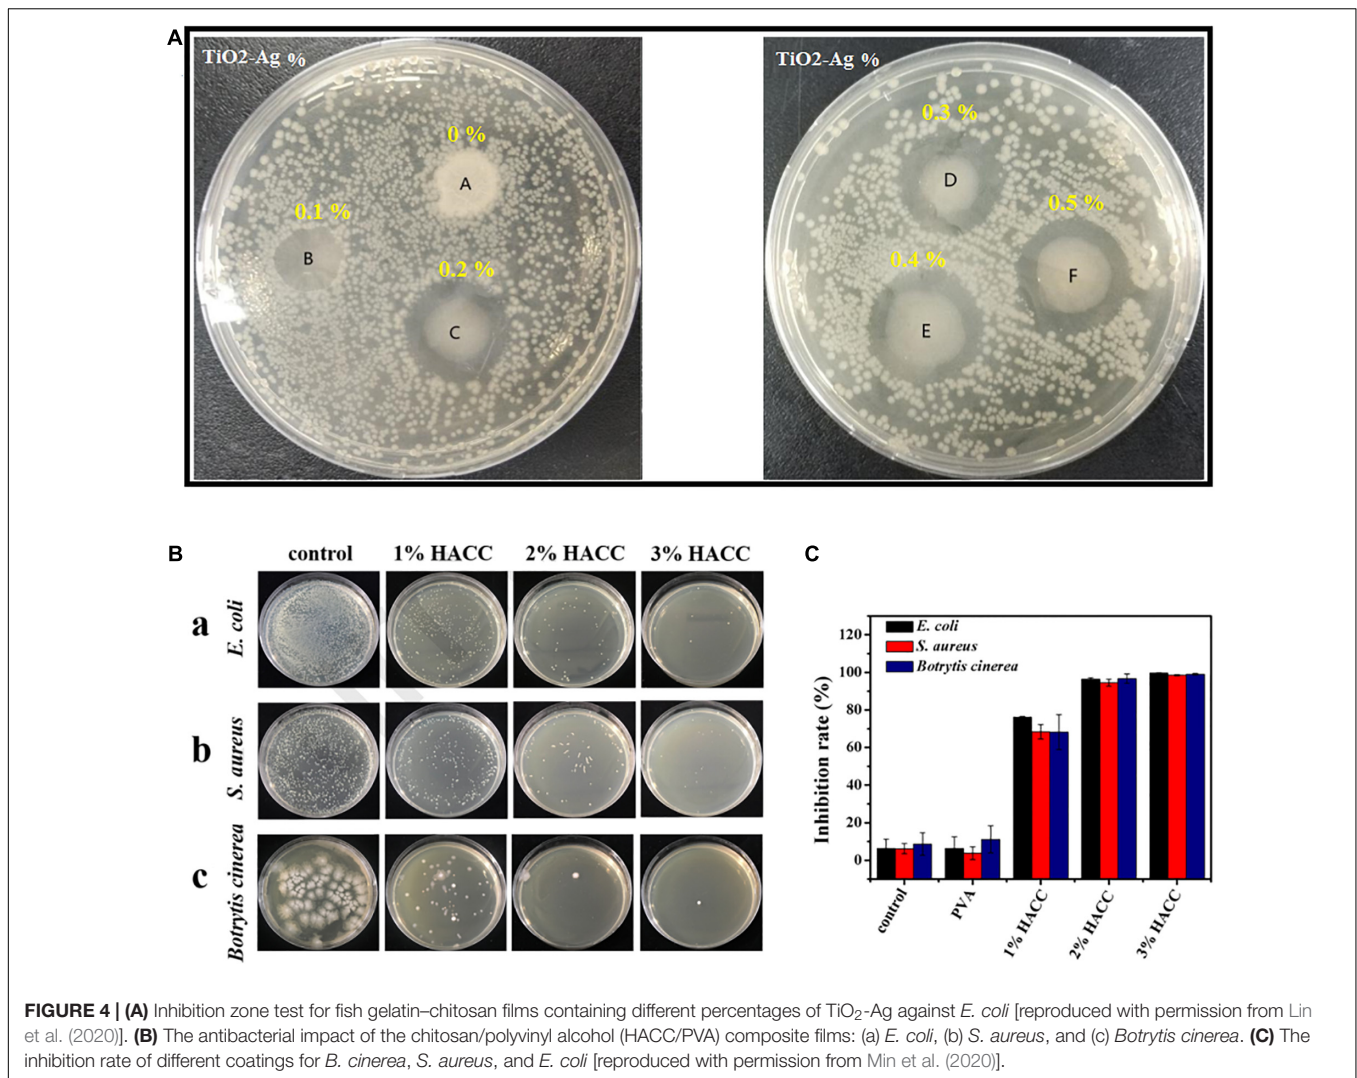 A
TiO2-Ag %
0 %
A
0.1 %
B
0.2 %
C
TiO2-Ag %
0.3 %
D
0.5 %
F
0.4 %
E
B
control 1% HACC 2% HACC 3% HACC
a E. coli
b S. aureus
c Botrytis cinerea
C
E. coli
S. aureus
Botrytis cinerea
Inhibition rate (%)
120
100
80
60
40
20
0
control
PVA
1% HACC
2% HACC
3% HACC
FIGURE 4 | (A) Inhibition zone test for fish gelatin–chitosan films containing different percentages of TiO₂-Ag against E. coli [reproduced with permission from Lin
et al. (2020)]. (B) The antibacterial impact of the chitosan/polyvinyl alcohol (HACC/PVA) composite films: (a) E. coli, (b) S. aureus, and (c) Botrytis cinerea. (C) The
inhibition rate of different coatings for B. cinerea, S. aureus, and E. coli [reproduced with permission from Min et al. (2020)].